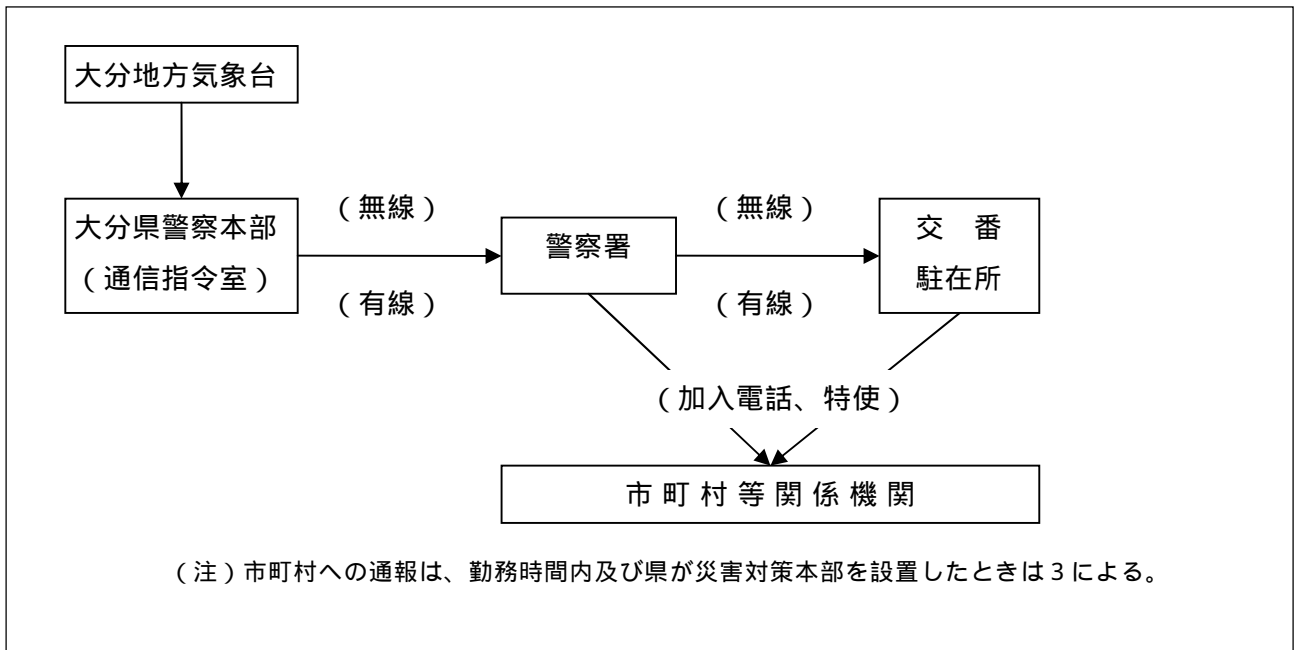 大分地方気象台
大分県警察本部
（通信指令室）
（無線）
（有線）
警察署
（無線）
（有線）
交　番
駐在所
（加入電話、特使）
市町村等関係機関
（注）市町村への通報は、勤務時間内及び県が災害対策本部を設置したときは３による。